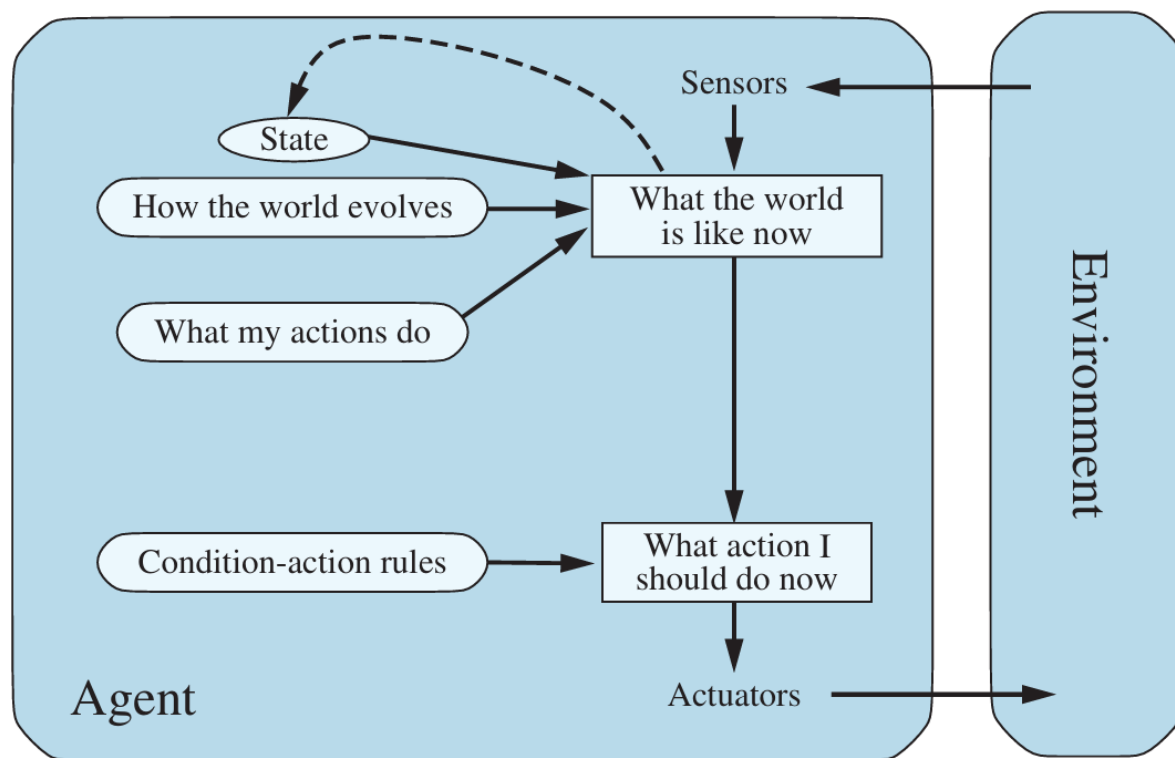 Sensors
State
How the world evolves
What the world
is like now
What my actions do
Environment
Condition-action rules
What action I
should do now
Agent
Actuators